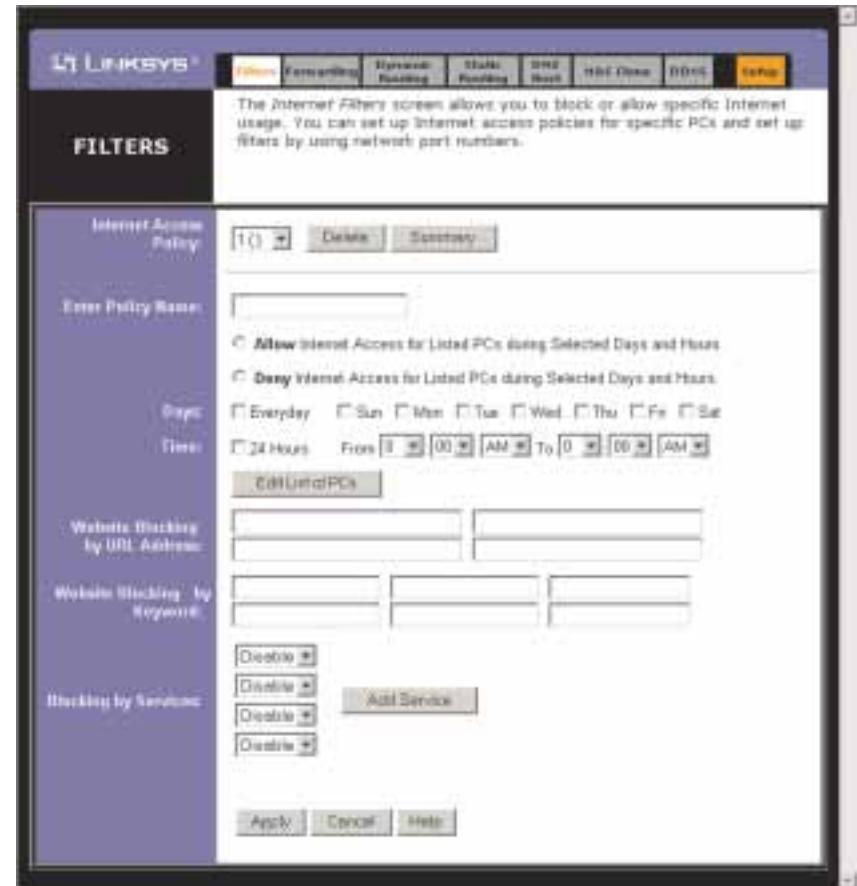 LINKSYS®
Filters Forwarding Dynamic Routing Static Routing DMZ Host MAC Clone DDNS Setup
FILTERS
The Internet Filters screen allows you to block or allow specific Internet
usage. You can set up Internet access policies for specific PCs and set up
filters by using network port numbers.
Internet Access
Policy:
1 () Delete Summary
Enter Policy Name:
Allow Internet Access for Listed PCs during Selected Days and Hours
Deny Internet Access for Listed PCs during Selected Days and Hours.
Days: Everyday Sun Mon Tue Wed Thu Fri Sat
Time: 24 Hours From 0 : 00 AM To 0 : 00 AM
Edit List of PCs
Website Blocking
by URL Address:
Website Blocking by
Keyword:
Disable
Disable
Blocking by Services: Add Service
Disable
Disable
Apply Cancel Help